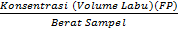 Konsentrasi (Volume Labu)(FP)
Berat Sampel